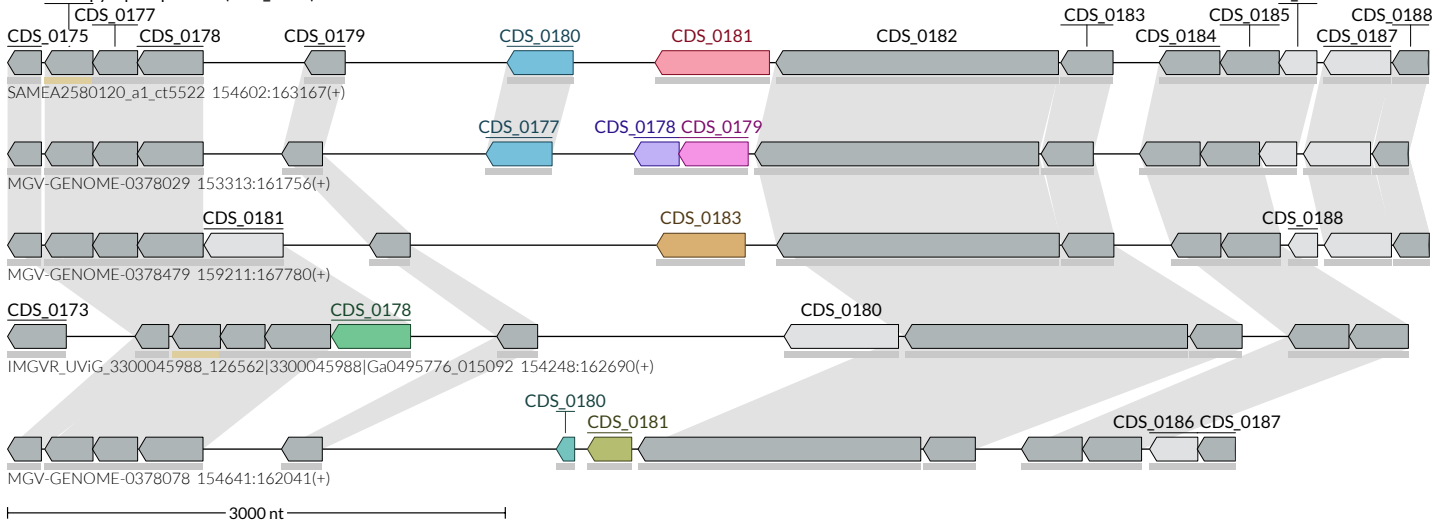 CDS_0177
CDS_0183 CDS_0185 CDS_0188
CDS_0175 CDS_0178 CDS_0179 CDS_0180 CDS_0181 CDS_0182 CDS_0184 CDS_0187
SAMEA2580120_a1_ct5522 154602:163167(+)
CDS_0177 CDS_0178 CDS_0179
MGV-GENOME-0378029 153313:161756(+)
CDS_0181 CDS_0183 CDS_0188
MGV-GENOME-0378479 159211:167780(+)
CDS_0173 CDS_0178 CDS_0180
IMGVR_UViG_3300045988_126562|3300045988|Ga0495776_015092 154248:162690(+)
CDS_0180
CDS_0181 CDS_0186 CDS_0187
MGV-GENOME-0378078 154641:162041(+)
3000 nt